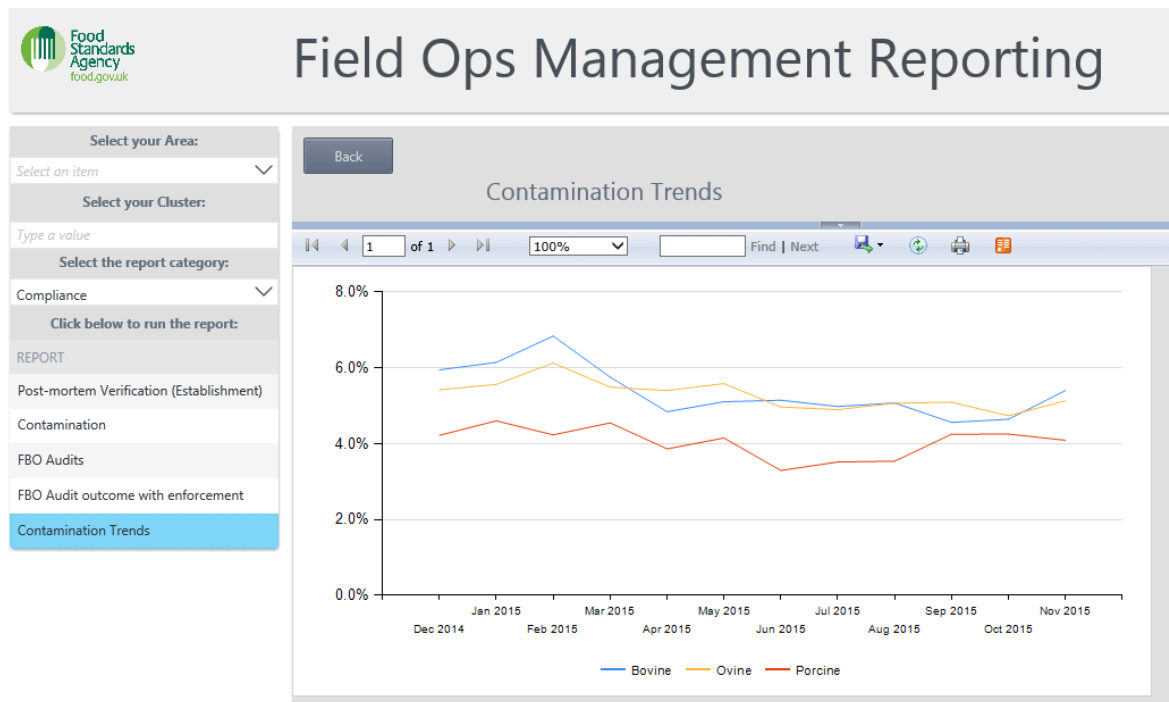 Food
Standards
Agency
food.gov.uk
Field Ops Management Reporting
Select your Area:
Select an item
Select your Cluster:
Type a value
Select the report category:
Compliance
Click below to run the report:
REPORT
Post-mortem Verification (Establishment)
Contamination
FBO Audits
FBO Audit outcome with enforcement
Contamination Trends
Back
Contamination Trends
1 of 1 100% Find | Next
8.0%
6.0%
4.0%
2.0%
0.0%
Jan 2015 Mar 2015 May 2015 Jul 2015 Sep 2015 Nov 2015
Dec 2014 Feb 2015 Apr 2015 Jun 2015 Aug 2015 Oct 2015
Bovine Ovine Porcine